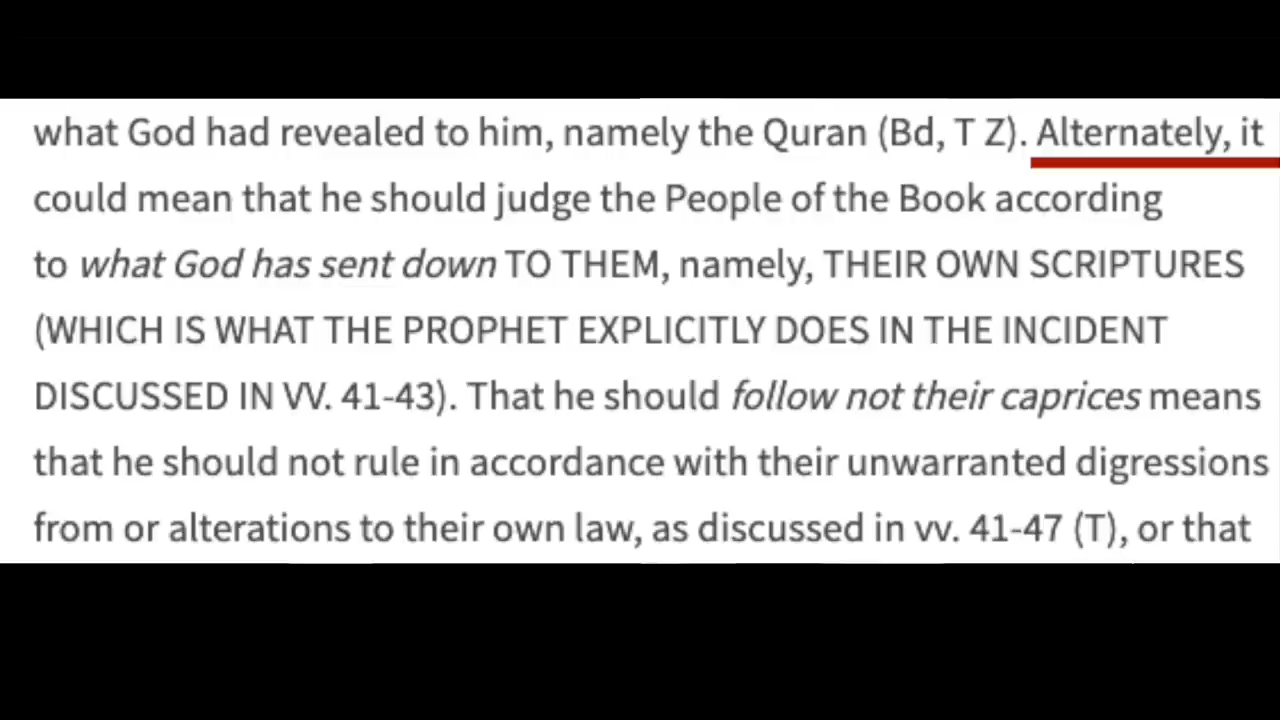 what God had revealed to him, namely the Quran (Bd, T Z). Alternately, it
could mean that he should judge the People of the Book according
to what God has sent down TO THEM, namely, THEIR OWN SCRIPTURES
(WHICH IS WHAT THE PROPHET EXPLICITLY DOES IN THE INCIDENT
DISCUSSED IN VV. 41-43). That he should follow not their caprices means
that he should not rule in accordance with their unwarranted digressions
from or alterations to their own law, as discussed in vv. 41-47 (T), or that